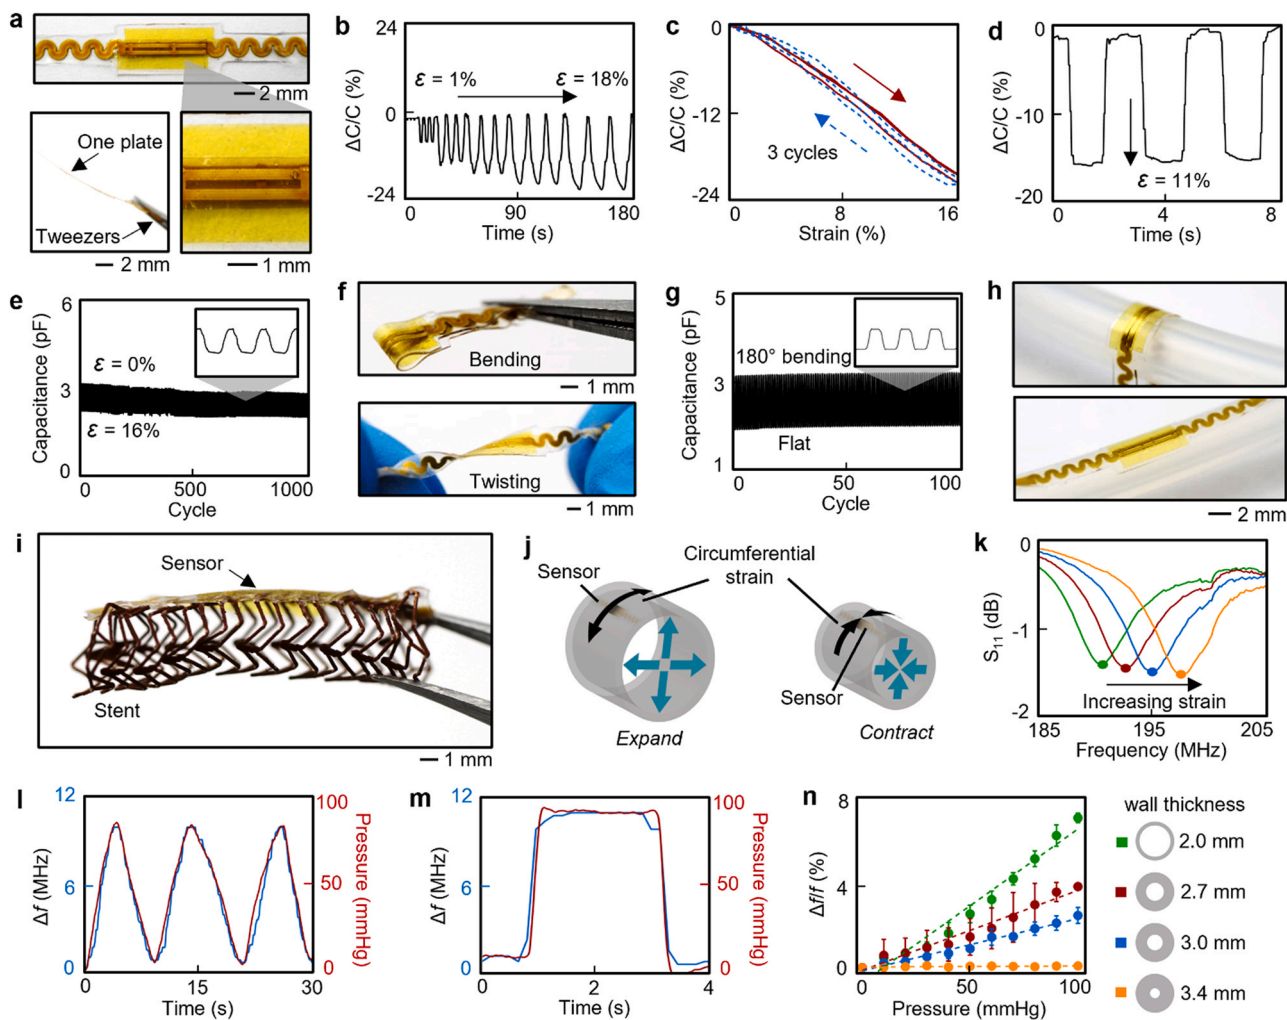 a
2 mm
One plate
Tweezers
2 mm
1 mm
b
ΔC/C (%)
24
0
-24
ε = 1%
ε = 18%
0
90
180
Time (s)
c
ΔC/C (%)
0
-12
-24
3 cycles
0
8
16
Strain (%)
d
ΔC/C (%)
0
-10
-20
ε = 11%
0
4
8
Time (s)
e
Capacitance (pF)
6
3
0
ε = 0%
ε = 16%
0
500
1000
Cycle
f
Bending
1 mm
Twisting
1 mm
g
Capacitance (pF)
5
3
1
180° bending
Flat
0
50
100
Cycle
h
2 mm
i
Sensor
Stent
1 mm
j
Sensor
Circumferential
strain
Sensor
Expand
Contract
k
S11 (dB)
0
-1
-2
Increasing strain
185
195
205
Frequency (MHz)
l
Δf (MHz)
12
6
0
100
50
0
Pressure (mmHg)
0
15
30
Time (s)
m
Δf (MHz)
12
6
0
100
50
0
Pressure (mmHg)
0
2
4
Time (s)
n
Δf/f (%)
8
4
0
0
50
100
Pressure (mmHg)
wall thickness
2.0 mm
2.7 mm
3.0 mm
3.4 mm